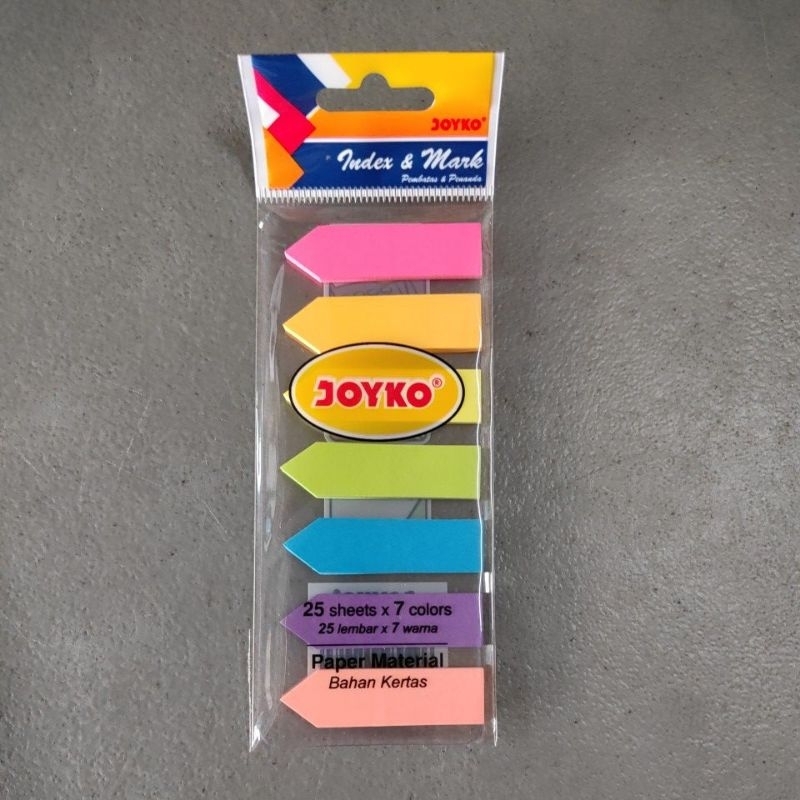 JOYKO®
Index & Mark
Pembatas & Penanda
JOYKO®
25 sheets x 7 colors
25 lembar x 7 warna
Paper Material
Bahan Kertas